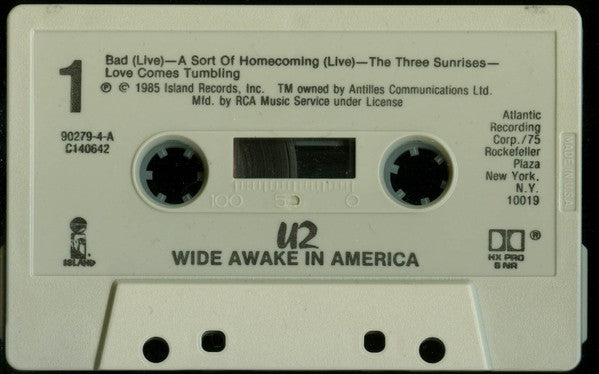 1
Bad (Live)—A Sort Of Homecoming (Live)—The Three Sunrises—
Love Comes Tumbling
℗ © 1985 Island Records, Inc. TM owned by Antilles Communications Ltd.
Mfd. by RCA Music Service under License
90279-4-A
C140642
Atlantic
Recording
Corp./75
Rockefeller
Plaza
New York,
N.Y.
10019
MADE IN USA
100 50 0
U2
WIDE AWAKE IN AMERICA
ISLAND
®
HX PRO
B NR